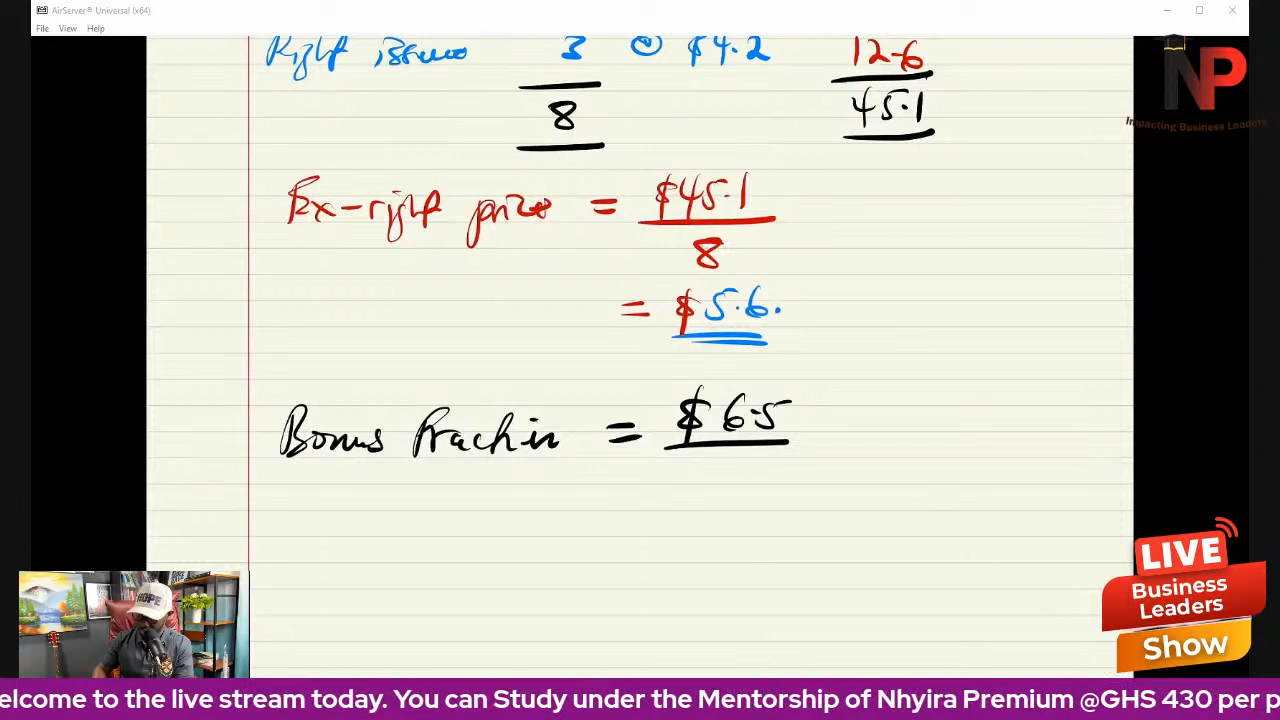 AirServer® Universal (x64)
File View Help
Right issue 3 @ $4.2 12-6
8 45.1
NP
Impacting Business Leaders
Ex-right price = $45.1
8
= $5.6.
Bonus Fraction = $6.5
HOPE
LIVE
Business
Leaders
Show
elcome to the live stream today. You can Study under the Mentorship of Nhyira Premium @GHS 430 per p